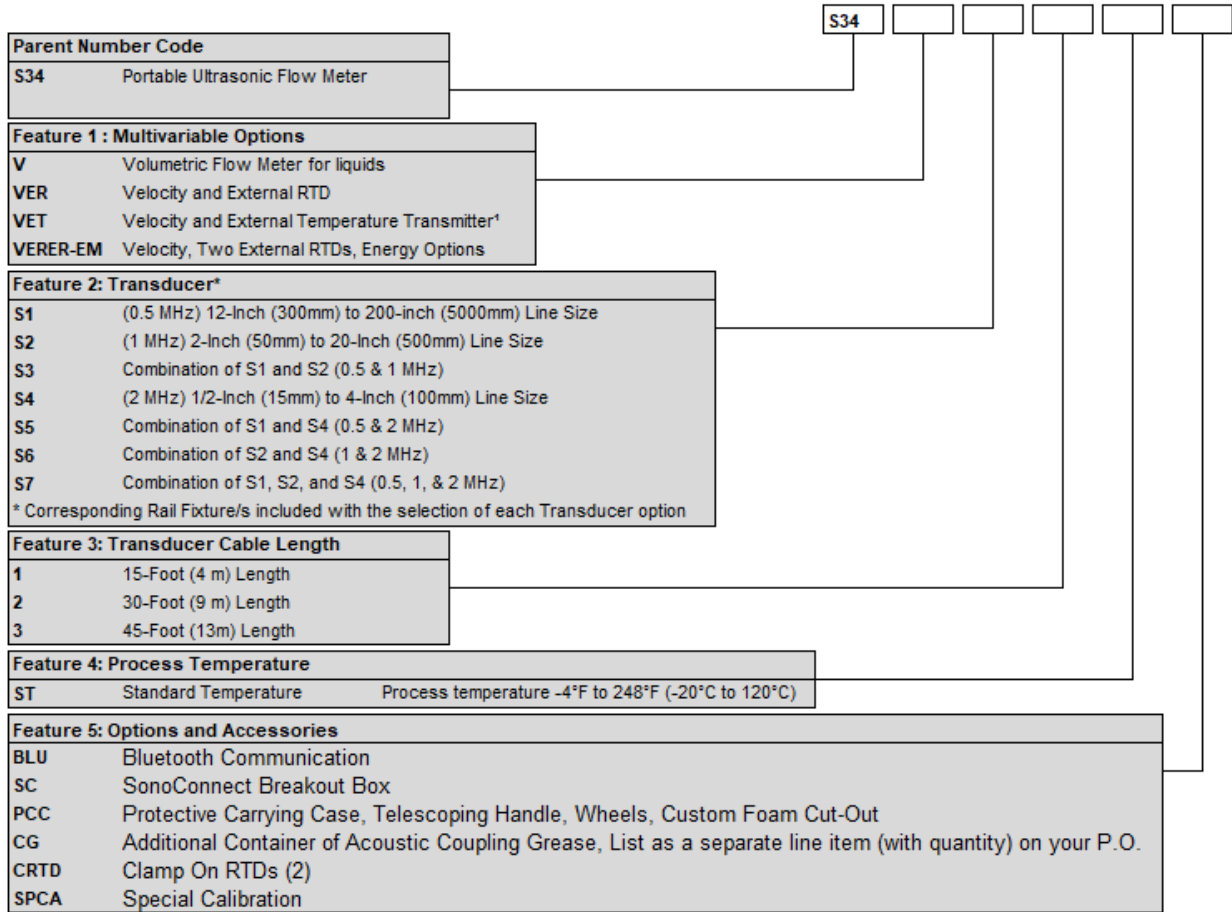 S34
Parent Number Code
S34 Portable Ultrasonic Flow Meter
Feature 1 : Multivariable Options
V Volumetric Flow Meter for liquids
VER Velocity and External RTD
VET Velocity and External Temperature Transmitter¹
VERER-EM Velocity, Two External RTDs, Energy Options
Feature 2: Transducer*
S1 (0.5 MHz) 12-Inch (300mm) to 200-inch (5000mm) Line Size
S2 (1 MHz) 2-Inch (50mm) to 20-Inch (500mm) Line Size
S3 Combination of S1 and S2 (0.5 & 1 MHz)
S4 (2 MHz) 1/2-Inch (15mm) to 4-Inch (100mm) Line Size
S5 Combination of S1 and S4 (0.5 & 2 MHz)
S6 Combination of S2 and S4 (1 & 2 MHz)
S7 Combination of S1, S2, and S4 (0.5, 1, & 2 MHz)
* Corresponding Rail Fixture/s included with the selection of each Transducer option
Feature 3: Transducer Cable Length
1 15-Foot (4 m) Length
2 30-Foot (9 m) Length
3 45-Foot (13m) Length
Feature 4: Process Temperature
ST Standard Temperature Process temperature -4°F to 248°F (-20°C to 120°C)
Feature 5: Options and Accessories
BLU Bluetooth Communication
SC SonoConnect Breakout Box
PCC Protective Carrying Case, Telescoping Handle, Wheels, Custom Foam Cut-Out
CG Additional Container of Acoustic Coupling Grease, List as a separate line item (with quantity) on your P.O.
CRTD Clamp On RTDs (2)
SPCA Special Calibration